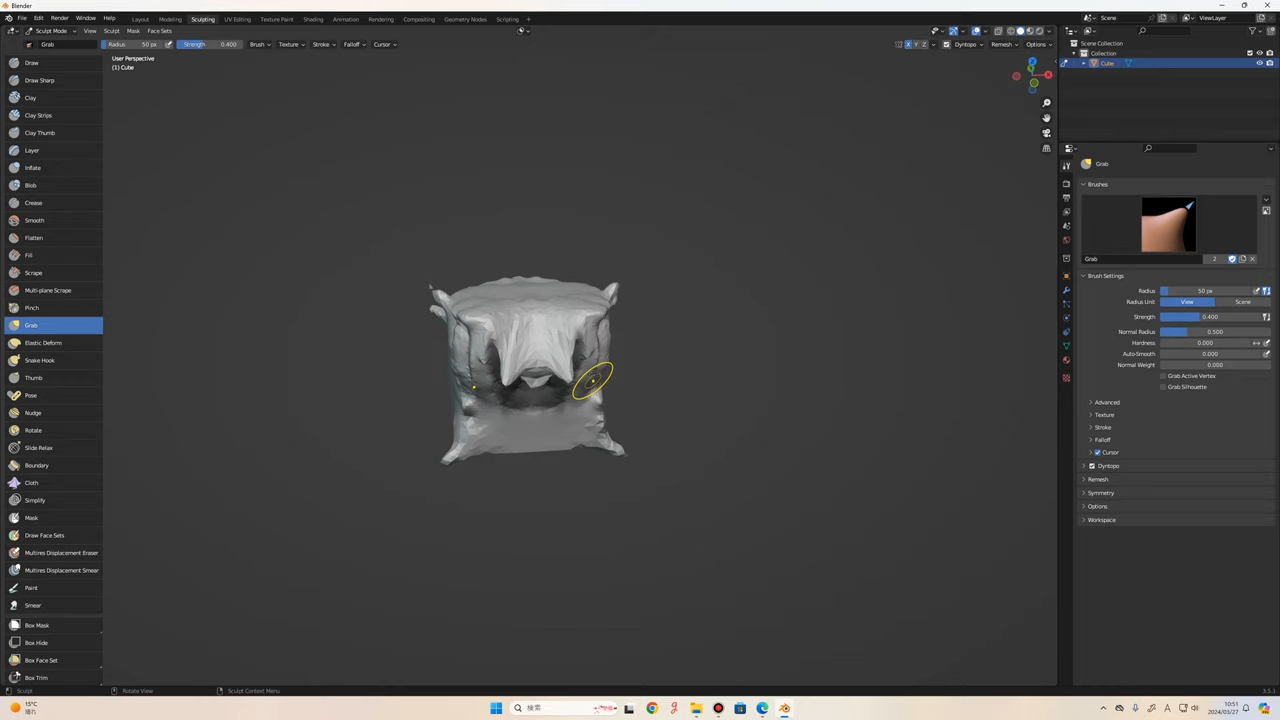 Blender
File Edit Render Window Help Layout Modeling Sculpting UV Editing Texture Paint Shading Animation Rendering Compositing Geometry Nodes Scripting Scene ViewLayer
Sculpt Mode View Sculpt Mask Face Sets
Grab Radius 50 px Strength 0.400 Brush Texture Stroke Falloff Cursor X Y Z Dyntopo Remesh Options
User Perspective
(1) Cube
Draw
Draw Sharp
Clay
Clay Strips
Clay Thumb
Layer
Inflate
Blob
Crease
Smooth
Flatten
Fill
Scrape
Multi-plane Scrape
Pinch
Grab
Elastic Deform
Snake Hook
Thumb
Pose
Nudge
Rotate
Slide Relax
Boundary
Cloth
Simplify
Mask
Draw Face Sets
Multires Displacement Eraser
Multires Displacement Smear
Paint
Smear
Box Mask
Box Hide
Box Face Set
Box Trim
Scene Collection
Collection
Cube
Grab
Brushes
Grab 2
Brush Settings
Radius 50 px
Radius Unit View Scene
Strength 0.400
Normal Radius 0.500
Hardness 0.000
Auto-Smooth 0.000
Normal Weight 0.000
Grab Active Vertex
Grab Silhouette
Advanced
Texture
Stroke
Falloff
Cursor
Dyntopo
Remesh
Symmetry
Options
Workspace
Sculpt Rotate View Sculpt Context Menu 3.5.1
15°C
晴れ
検索
10:51
2024/03/27